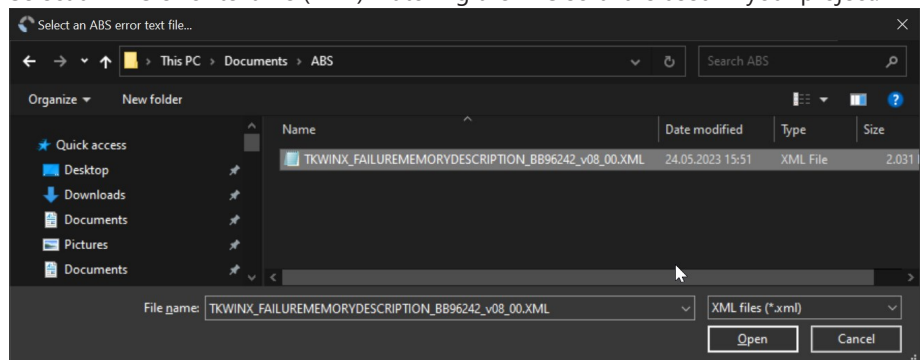 Select an ABS error text file...
This PC > Documents > ABS
Search ABS
Organize
New folder
Name
Date modified
Type
Size
Quick access
TKWINX_FAILUREMEMORYDESCRIPTION_BB96242_v08_00.XML
24.05.2023 15:51
XML File
2.031
Desktop
Downloads
Documents
Pictures
Documents
File name:
TKWINX_FAILUREMEMORYDESCRIPTION_BB96242_v08_00.XML
XML files (*.xml)
Open
Cancel